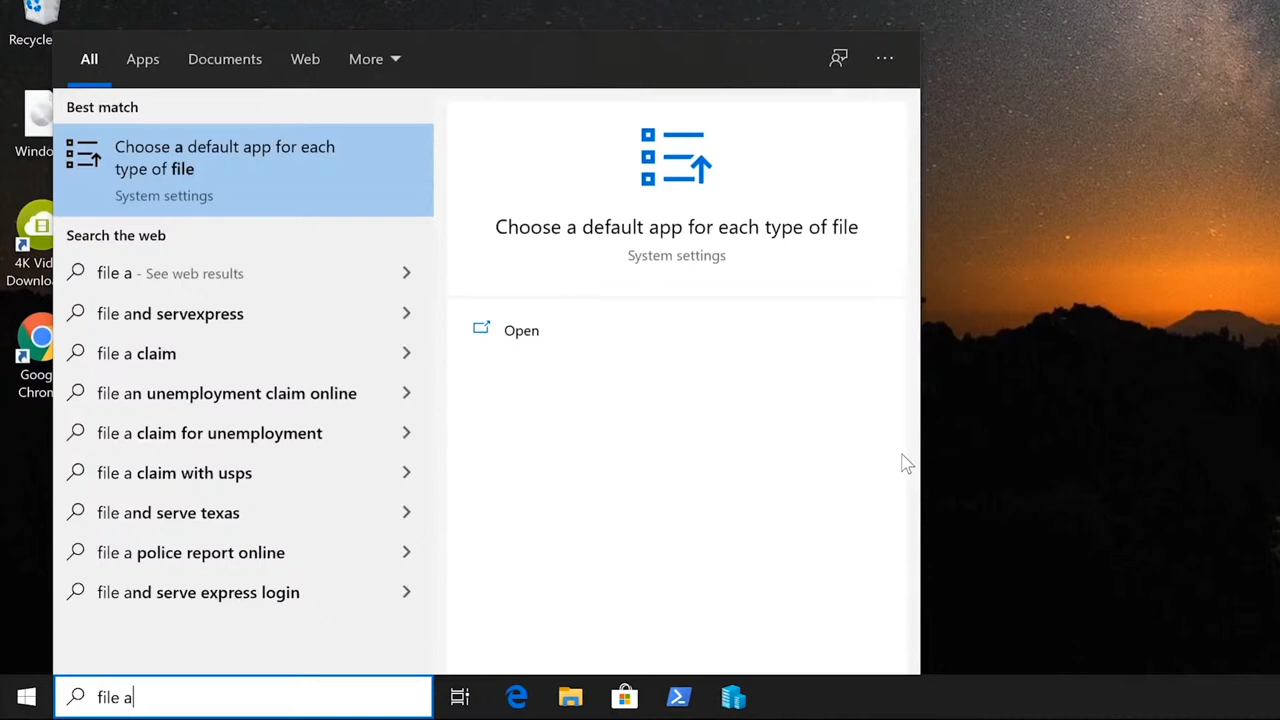 Recycle
All Apps Documents Web More
Best match
Choose a default app for each
type of file
System settings
Search the web
file a - See web results
file and servexpress
file a claim
file an unemployment claim online
file a claim for unemployment
file a claim with usps
file and serve texas
file a police report online
file and serve express login
Choose a default app for each type of file
System settings
Open
Windo
4K Vid
Downlo
Goog
Chron
file a